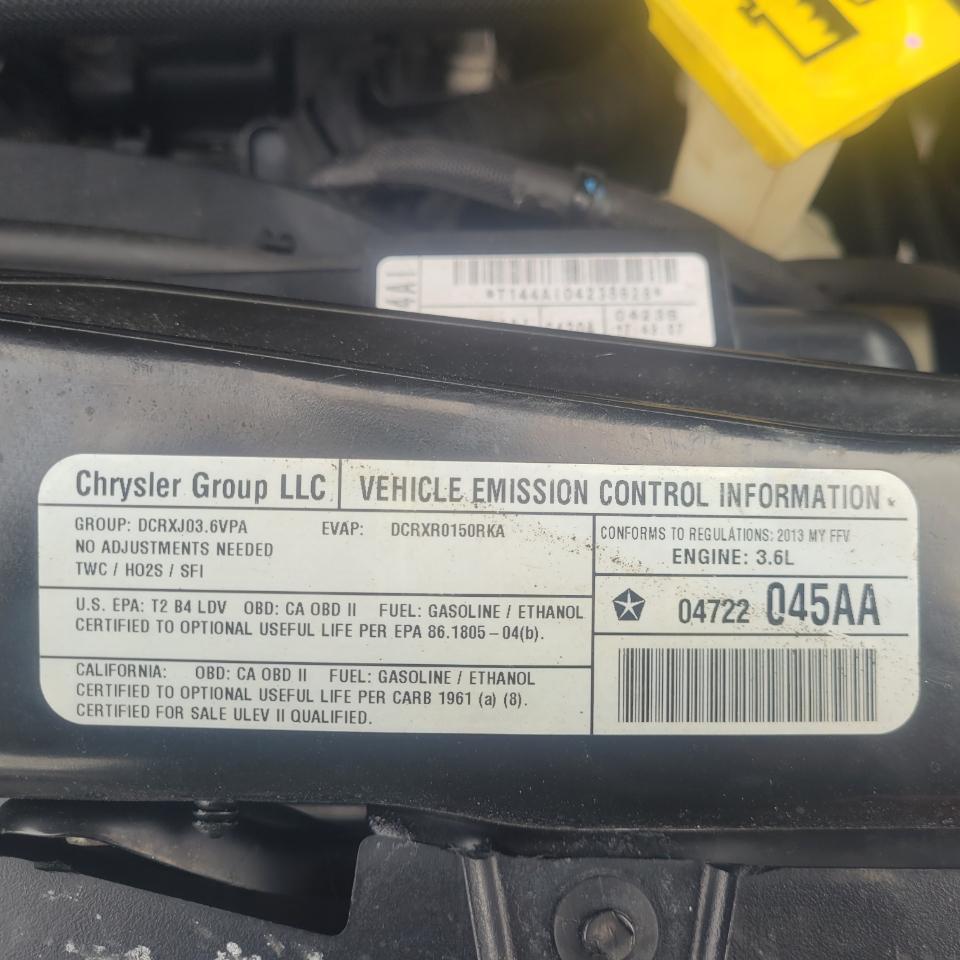 4A1
*T144A104235828*
0423S
Chrysler Group LLC VEHICLE EMISSION CONTROL INFORMATION
GROUP: DCRXJ03.6VPA EVAP: DCRXR0150RKA
NO ADJUSTMENTS NEEDED
TWC / HO2S / SFI
CONFORMS TO REGULATIONS: 2013 MY FFV
ENGINE: 3.6L
U.S. EPA: T2 B4 LDV OBD: CA OBD II FUEL: GASOLINE / ETHANOL
CERTIFIED TO OPTIONAL USEFUL LIFE PER EPA 86.1805-04(b).
04722 045AA
CALIFORNIA: OBD: CA OBD II FUEL: GASOLINE / ETHANOL
CERTIFIED TO OPTIONAL USEFUL LIFE PER CARB 1961 (a) (8).
CERTIFIED FOR SALE ULEV II QUALIFIED.